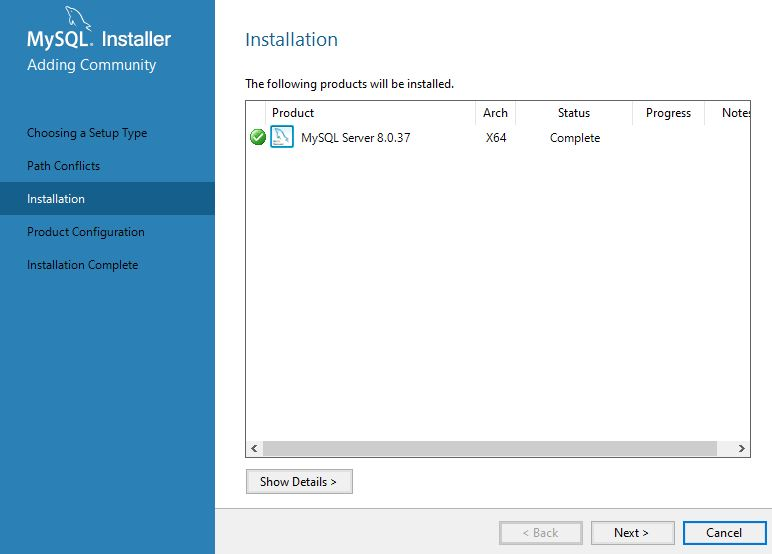 MySQL. Installer
Adding Community
Choosing a Setup Type
Path Conflicts
Installation
Product Configuration
Installation Complete
Installation
The following products will be installed.
Product Arch Status Progress Notes
MySQL Server 8.0.37 X64 Complete
Show Details >
< Back Next > Cancel